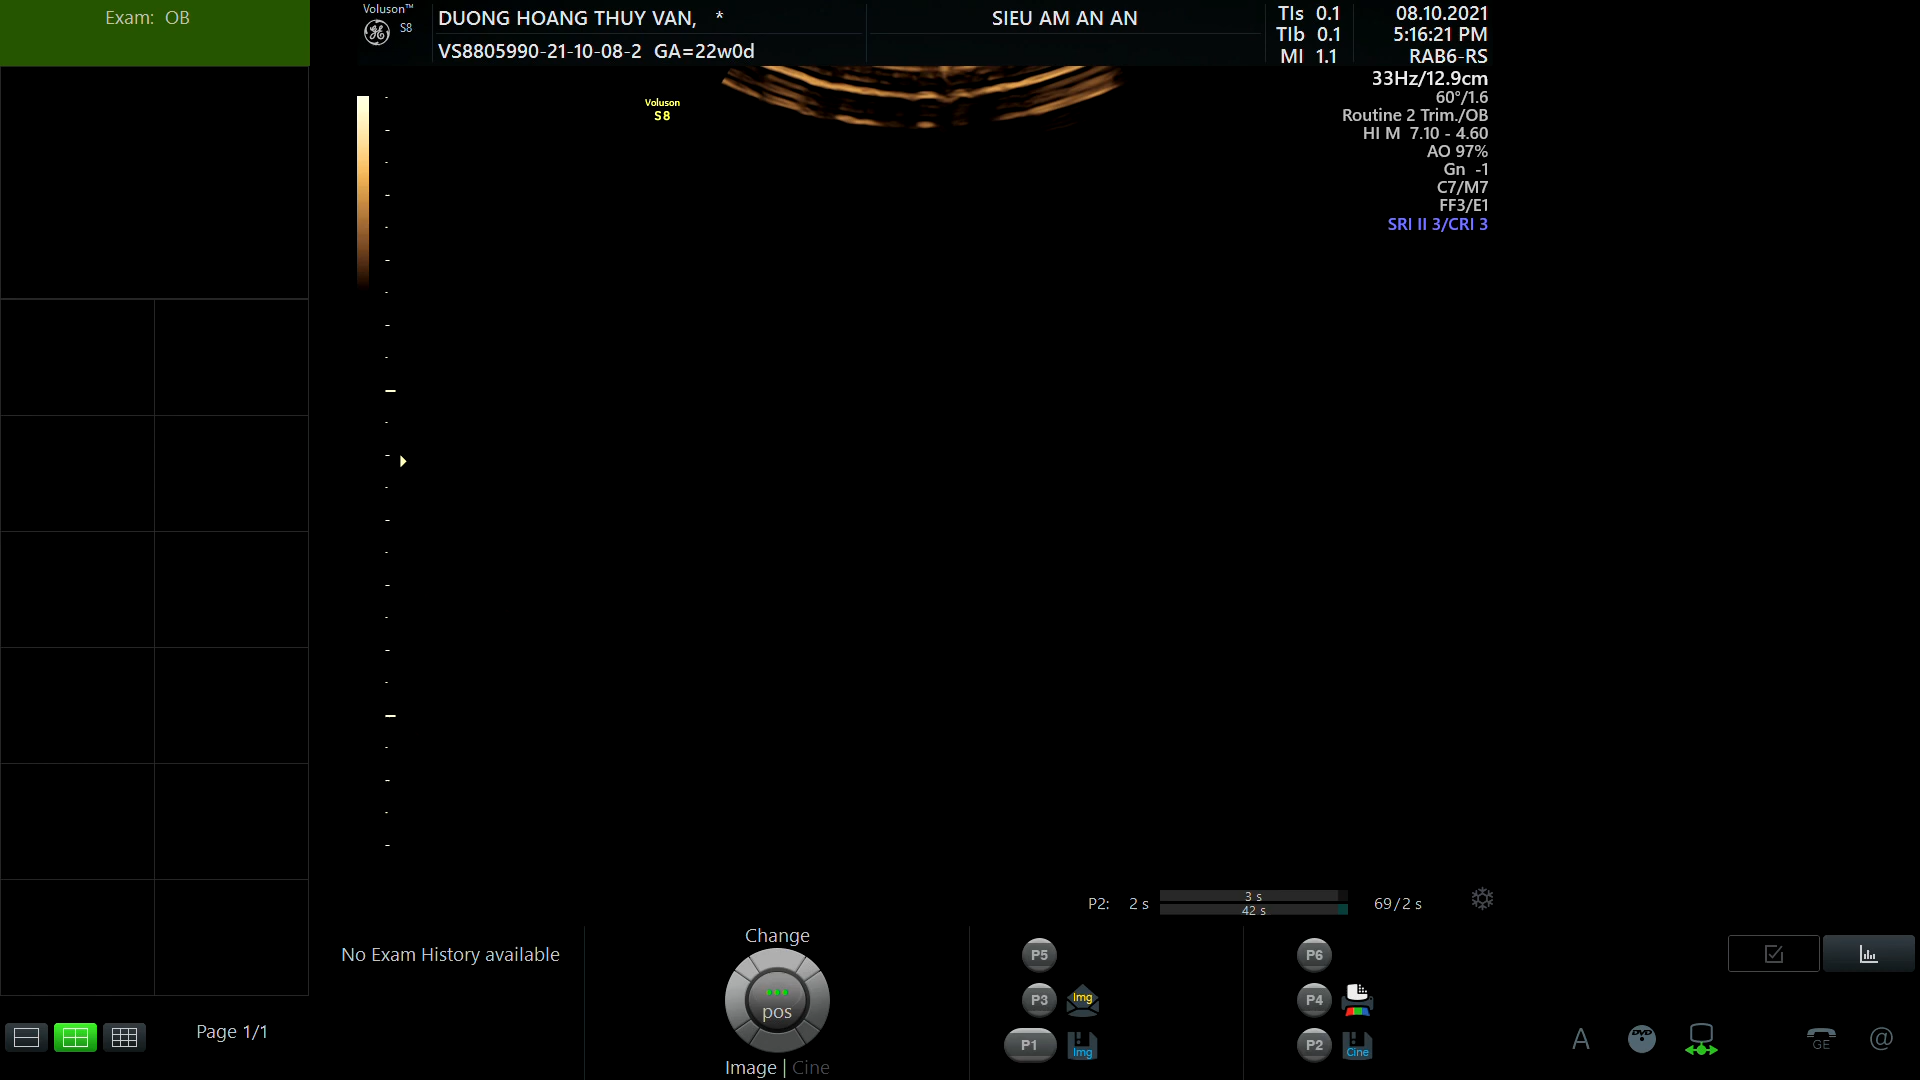 Exam: OB
Voluson™
S8
DUONG HOANG THUY VAN, *
VS8805990-21-10-08-2 GA=22w0d
SIEU AM AN AN
TIs 0.1
TIb 0.1
MI 1.1
08.10.2021
5:16:21 PM
RAB6-RS
33Hz/12.9cm
60°/1.6
Routine 2 Trim./OB
HI M 7.10 - 4.60
AO 97%
Gn -1
C7/M7
FF3/E1
SRI II 3/CRI 3
Voluson
S8
P2: 2 s
3 s
42 s
69/2 s
No Exam History available
Change
pos
Image | Cine
P5
P3 Img
P1 Img
P6
P4
P2 Cine
Page 1/1
A
DVD
GE
@